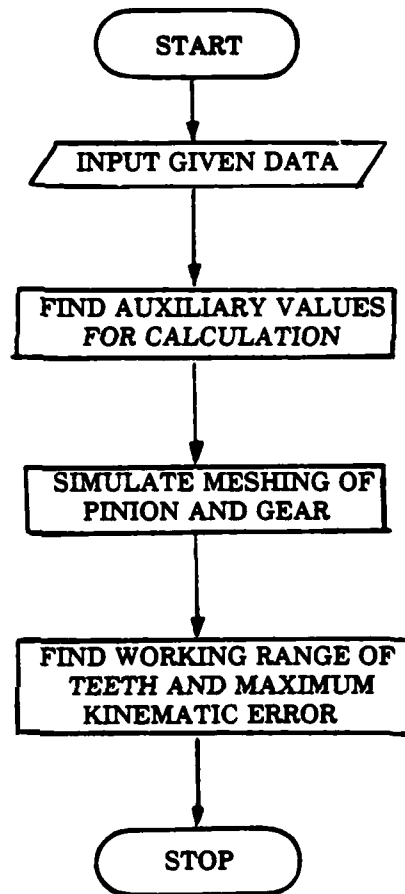 START
INPUT GIVEN DATA
FIND AUXILIARY VALUES
FOR CALCULATION
SIMULATE MESHING OF
PINION AND GEAR
FIND WORKING RANGE OF
TEETH AND MAXIMUM
KINEMATIC ERROR
STOP